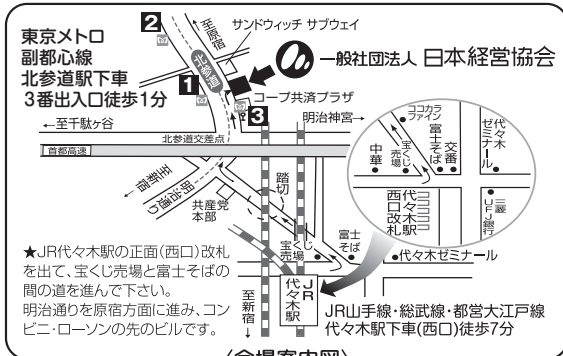 東京メトロ
副都心線
北参道駅下車
3番出入口徒歩1分
2
至原宿
サンドウィッチ サブウェイ
一般社団法人 日本経営協会
北参道
1
3
コープ共済プラザ
←至千駄ヶ谷
明治神宮→
北参道交差点
首都高速
至新宿
明治通り
共産党
本部
踏切
ココカラ
ファイン
中華
宝くじ
売場
富士そば
交番
代々木
ゼミナール
代々木駅
西口改札
三菱
UFJ銀行
宝くじ
売場
富士
そば
代々木ゼミナール
JR
代々木駅
至新宿
★JR代々木駅の正面(西口)改札
を出て、宝くじ売場と富士そばの
間の道を進んで下さい。
明治通りを原宿方面に進み、コン
ビニ・ローソンの先のビルです。
JR山手線・総武線・都営大江戸線
代々木駅下車(西口)徒歩7分
(会場案内図)